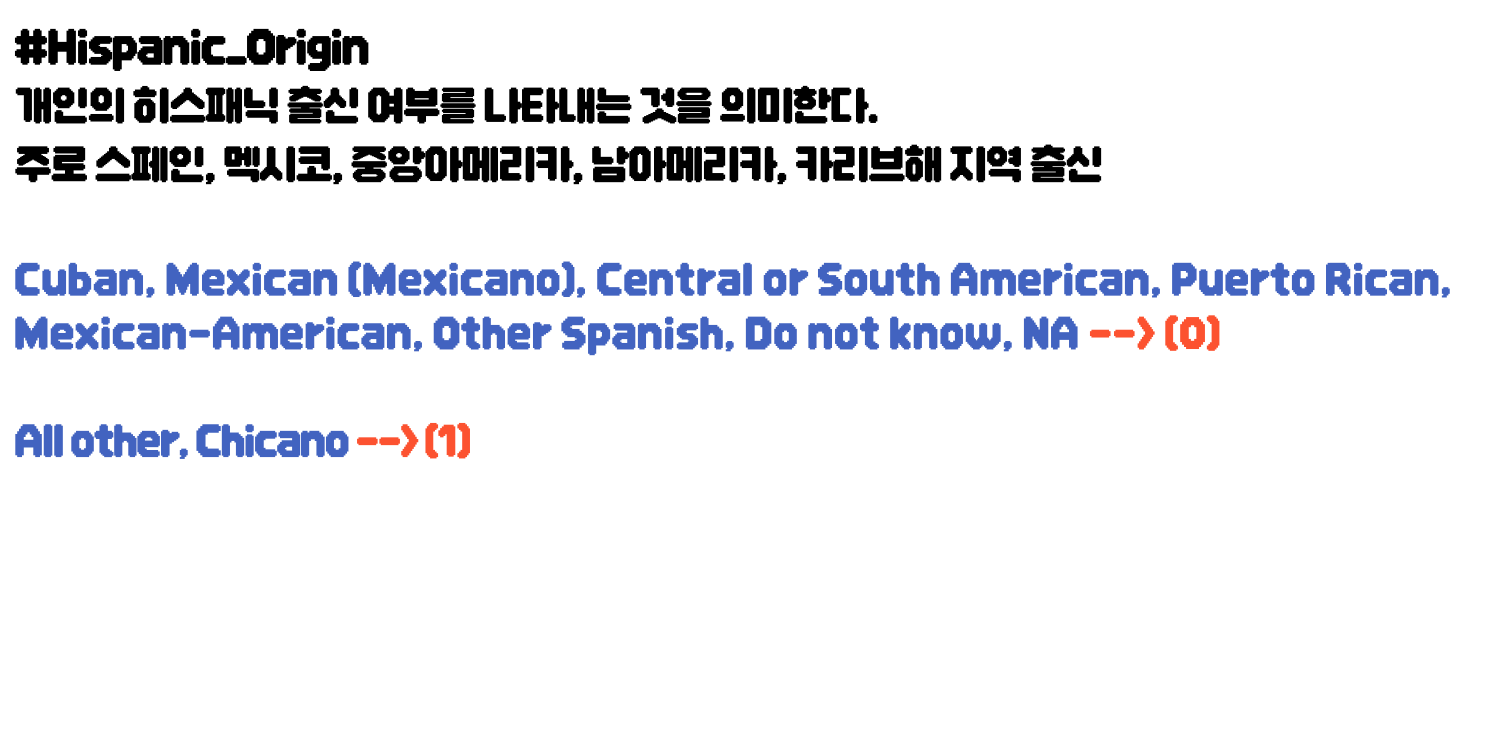 #Hispanic_Origin
개인의 히스패닉 출신 여부를 나타내는 것을 의미한다.
주로 스페인, 멕시코, 중앙아메리카, 남아메리카, 카리브해 지역 출신
Cuban, Mexican (Mexicano), Central or South American, Puerto Rican,
Mexican-American, Other Spanish, Do not know, NA --> (0)
All other, Chicano --> (1)